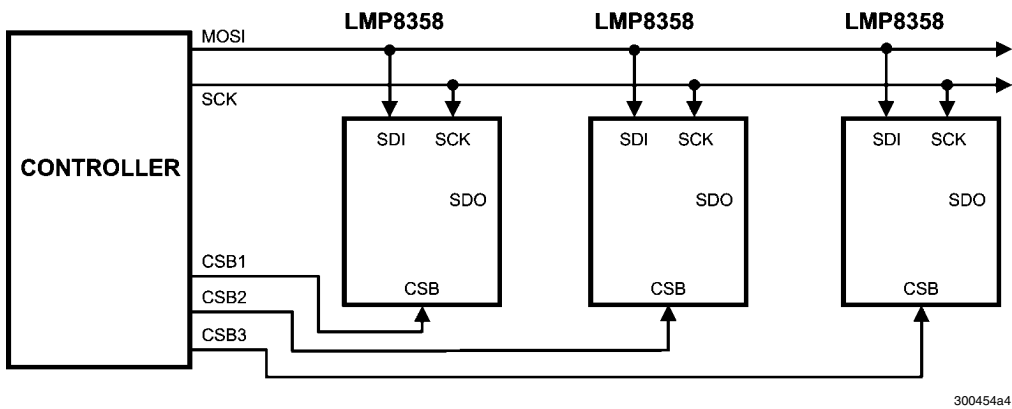 LMP8358 LMP8358 LMP8358
MOSI
SCK
SDI SCK SDI SCK SDI SCK
CONTROLLER
SDO SDO SDO
CSB1
CSB CSB CSB
CSB2
CSB3
300454a4